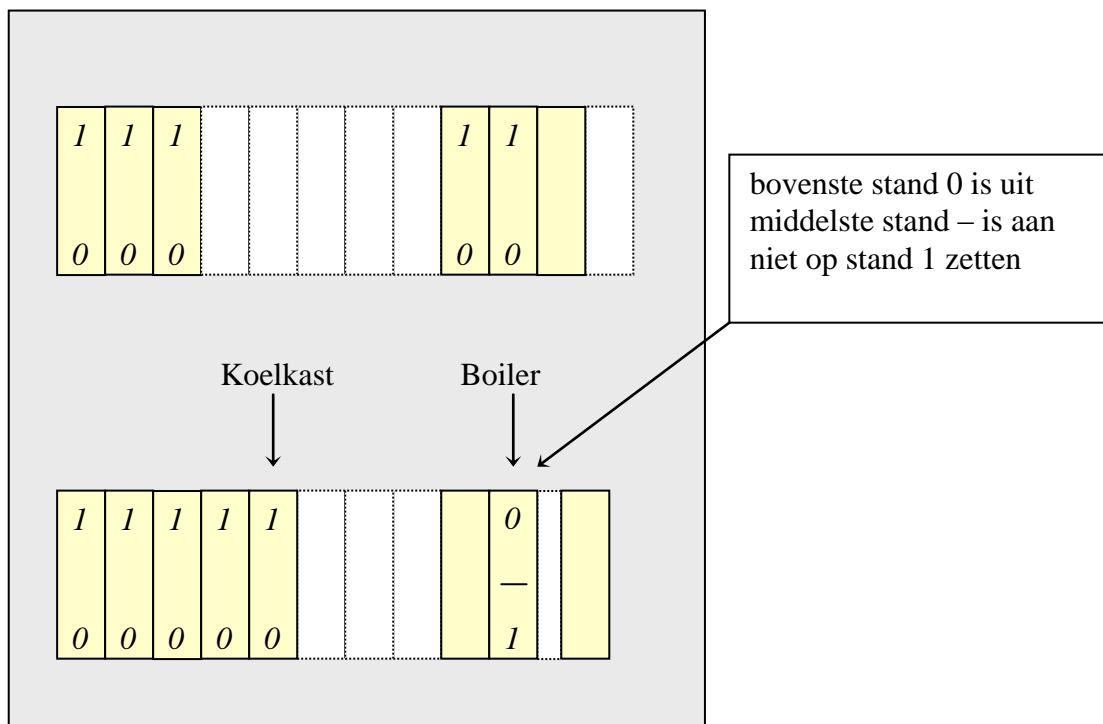 1 1 1 1 1
0 0 0 0 0
bovenste stand 0 is uit
middelste stand – is aan
niet op stand 1 zetten
Koelkast Boiler
1 1 1 1 1 0
—
0 0 0 0 0 1